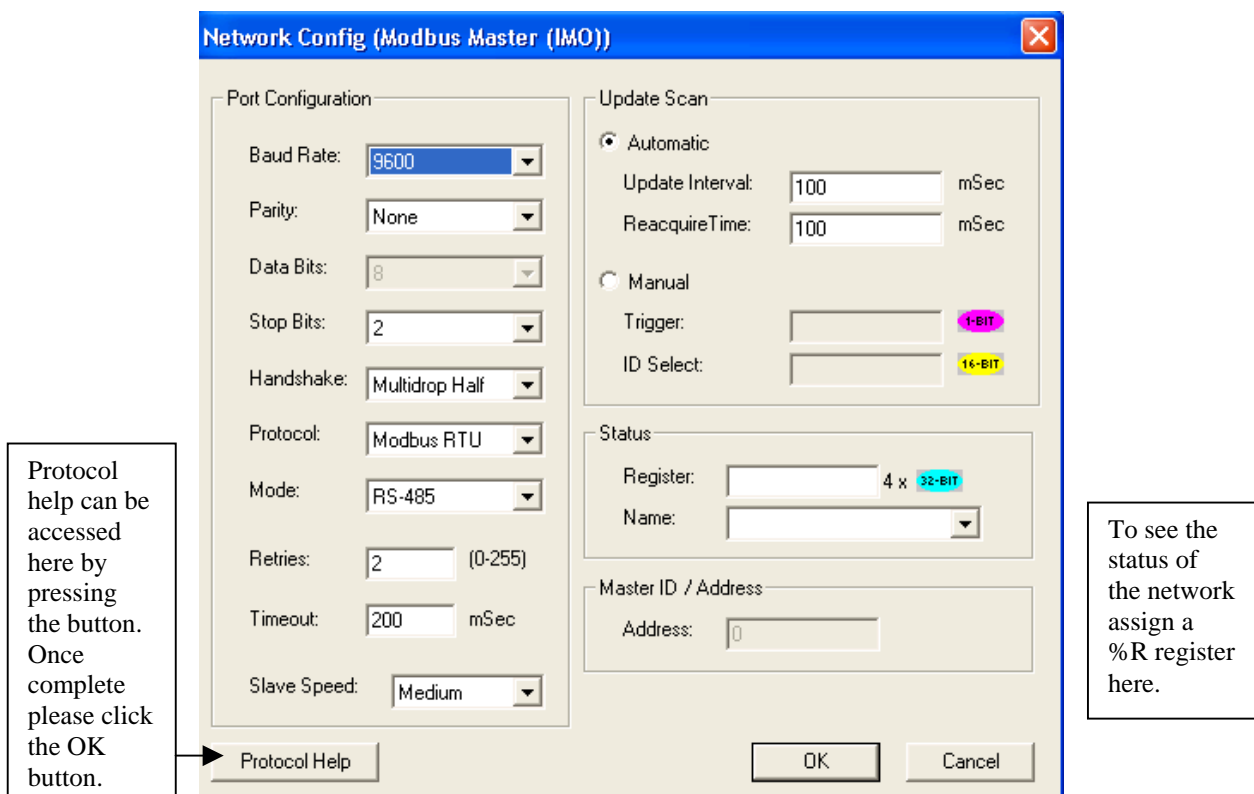 Network Config (Modbus Master (IMO))
Port Configuration
Baud Rate: 9600
Parity: None
Data Bits: 8
Stop Bits: 2
Handshake: Multidrop Half
Protocol: Modbus RTU
Mode: RS-485
Retries: 2 (0-255)
Timeout: 200 mSec
Slave Speed: Medium
Update Scan
Automatic
Update Interval: 100 mSec
ReacquireTime: 100 mSec
Manual
Trigger: 1-BIT
ID Select: 16-BIT
Status
Register: 4 x 32-BIT
Name:
Master ID / Address
Address: 0
Protocol Help
OK
Cancel
Protocol
help can be
accessed
here by
pressing
the button.
Once
complete
please click
the OK
button.
To see the
status of
the network
assign a
%R register
here.